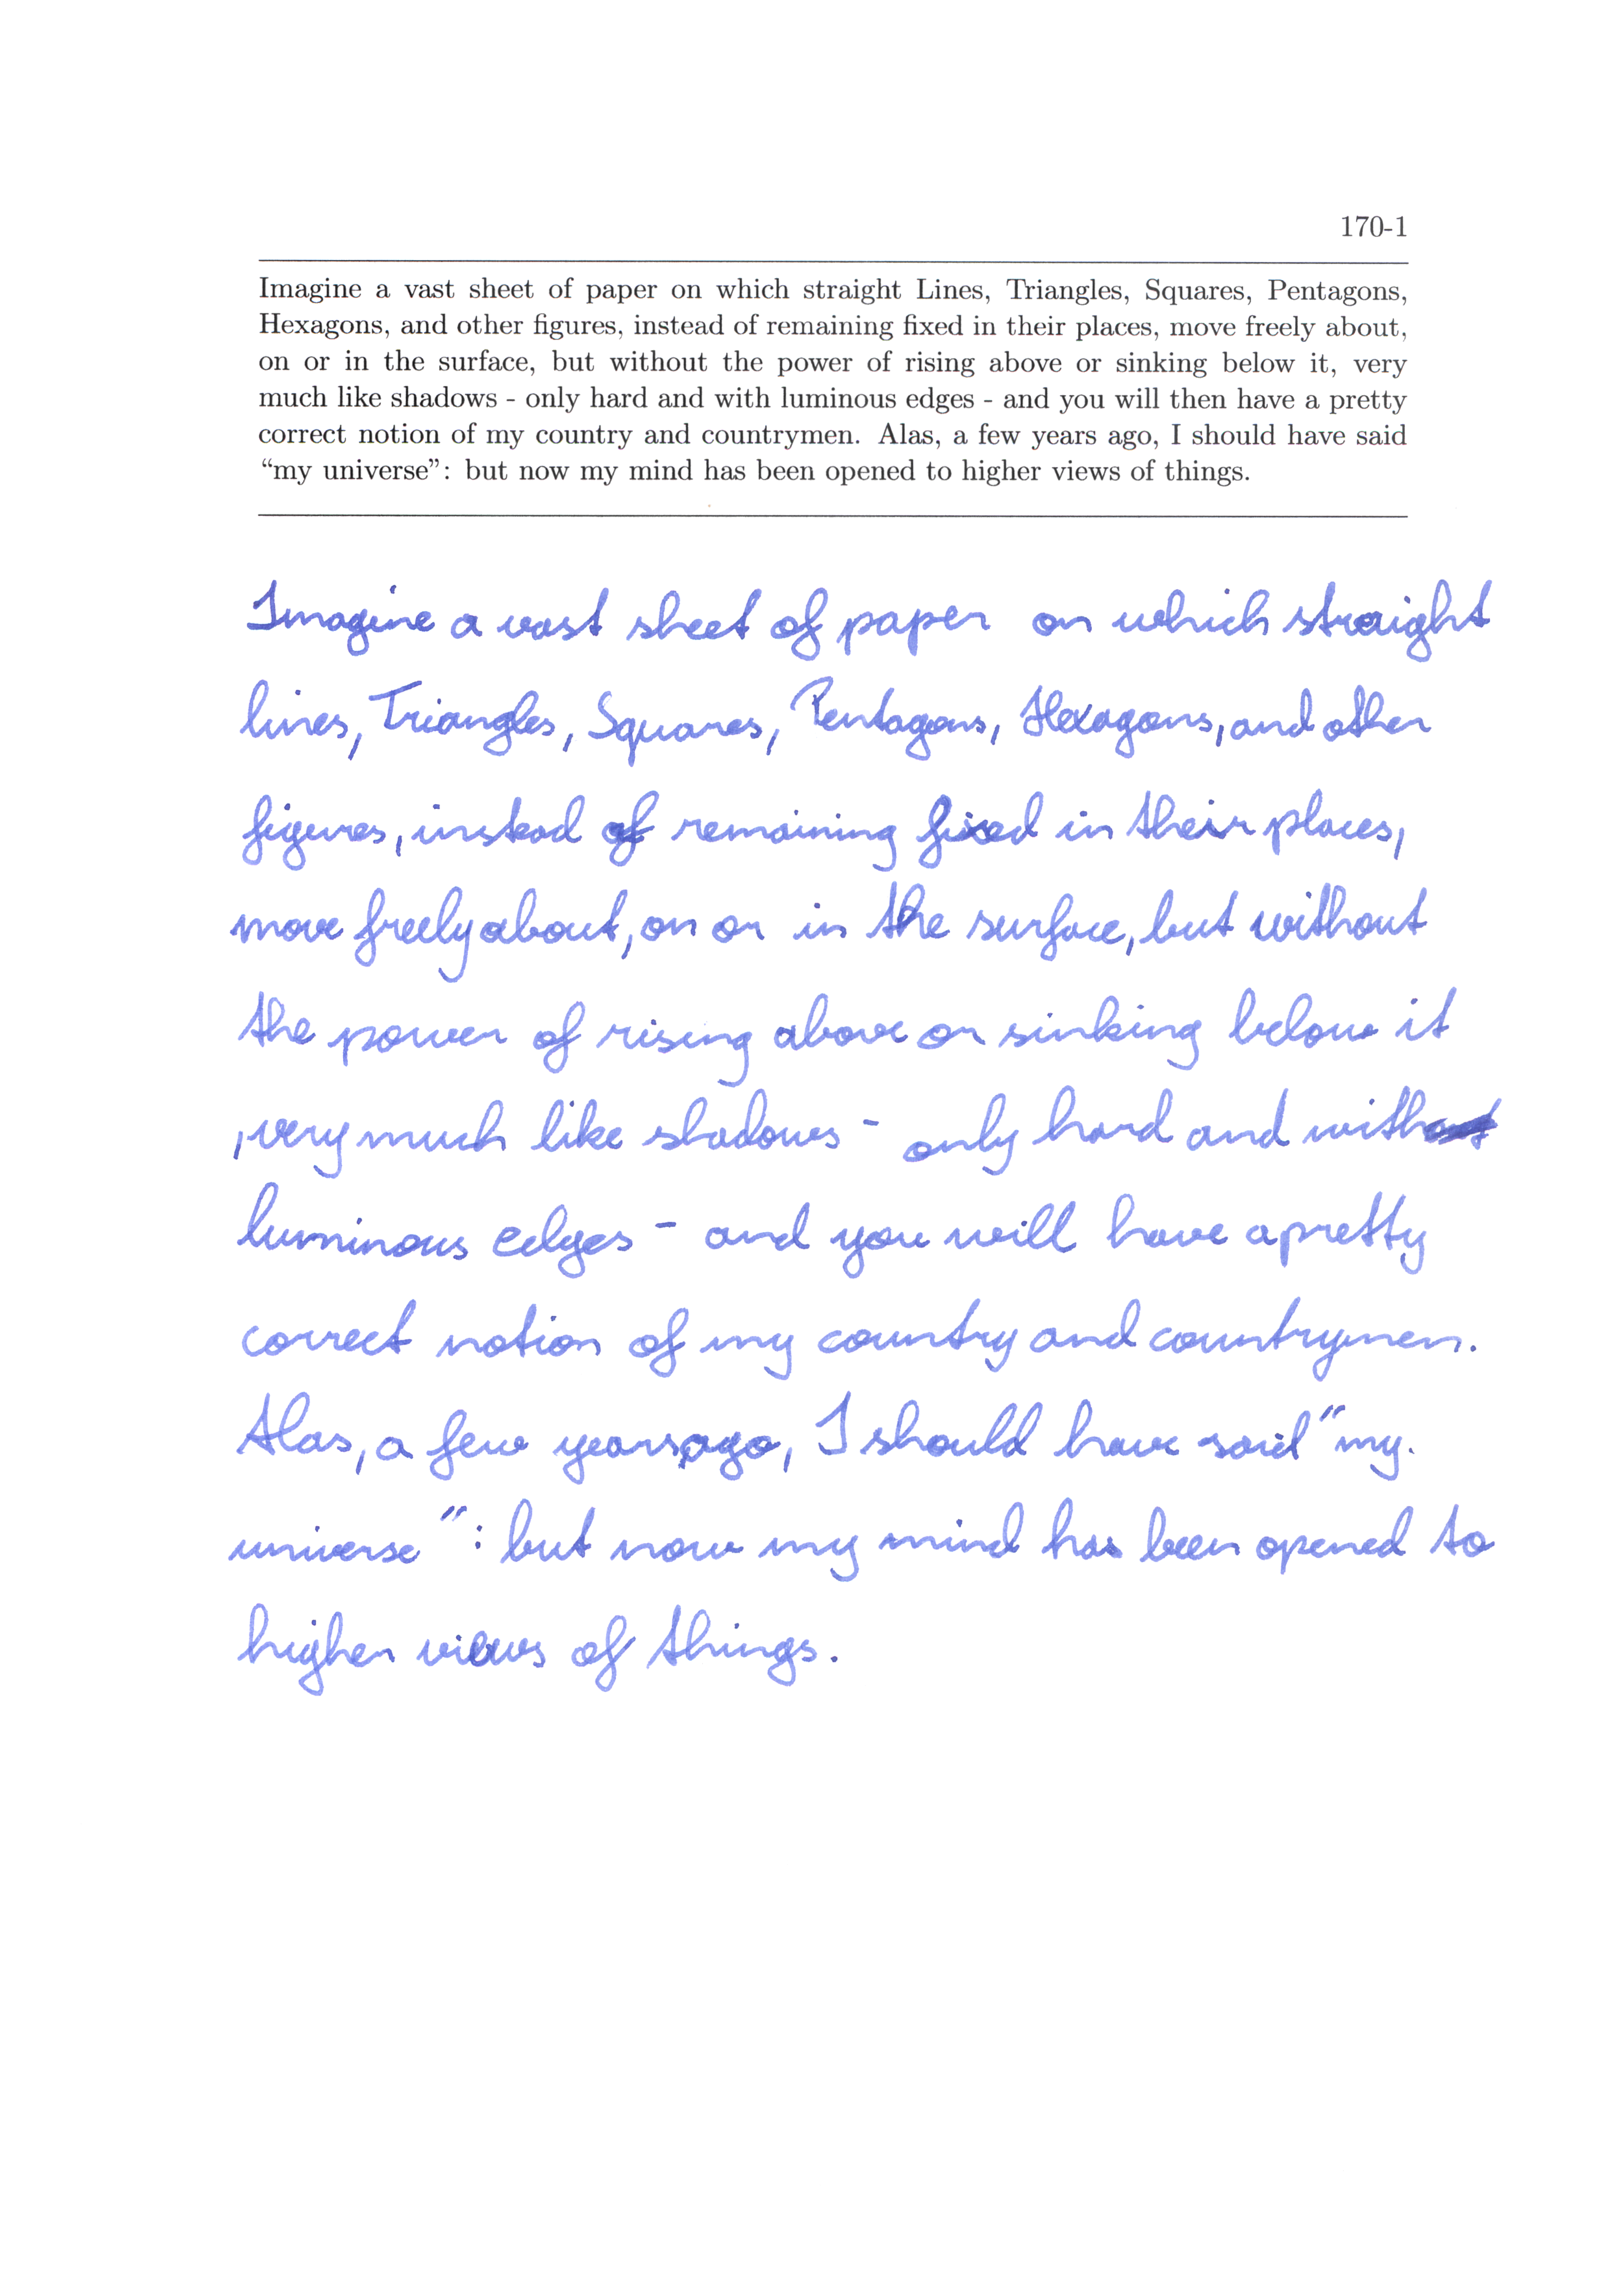 170-1
Imagine a vast sheet of paper on which straight Lines, Triangles, Squares, Pentagons,
Hexagons, and other figures, instead of remaining fixed in their places, move freely about,
on or in the surface, but without the power of rising above or sinking below it, very
much like shadows - only hard and with luminous edges - and you will then have a pretty
correct notion of my country and countrymen. Alas, a few years ago, I should have said
“my universe”: but now my mind has been opened to higher views of things.
Imagine a vast sheet of paper on which straight
lines, Triangles, Squares, Pentagons, Hexagons, and other
figures, instead of remaining fixed in their places,
move freely about, on or in the surface, but without
the power of rising above or sinking below it
, very much like shadows - only hard and with
luminous edges - and you will have a pretty
correct notion of my country and countrymen.
Alas, a few years ago, I should have said "my
universe": but now my mind has been opened to
higher views of things.